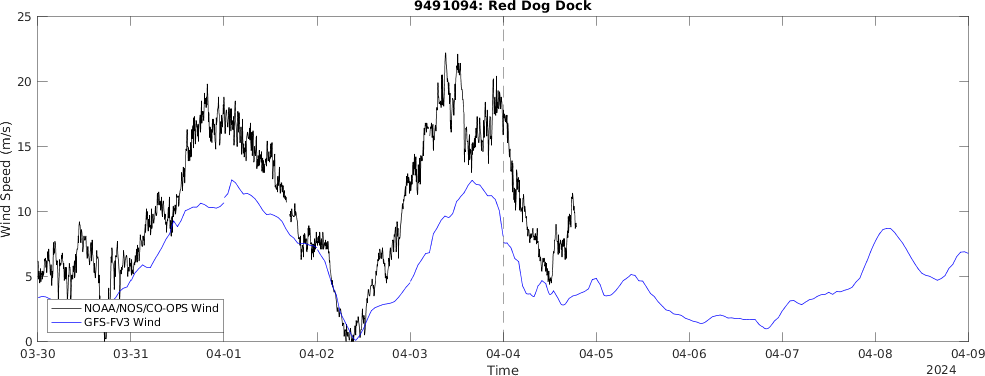 9491094: Red Dog Dock
25
20
15
10
5
0
Wind Speed (m/s)
NOAA/NOS/CO-OPS Wind
GFS-FV3 Wind
03-30 03-31 04-01 04-02 04-03 04-04 04-05 04-06 04-07 04-08 04-09
Time
2024